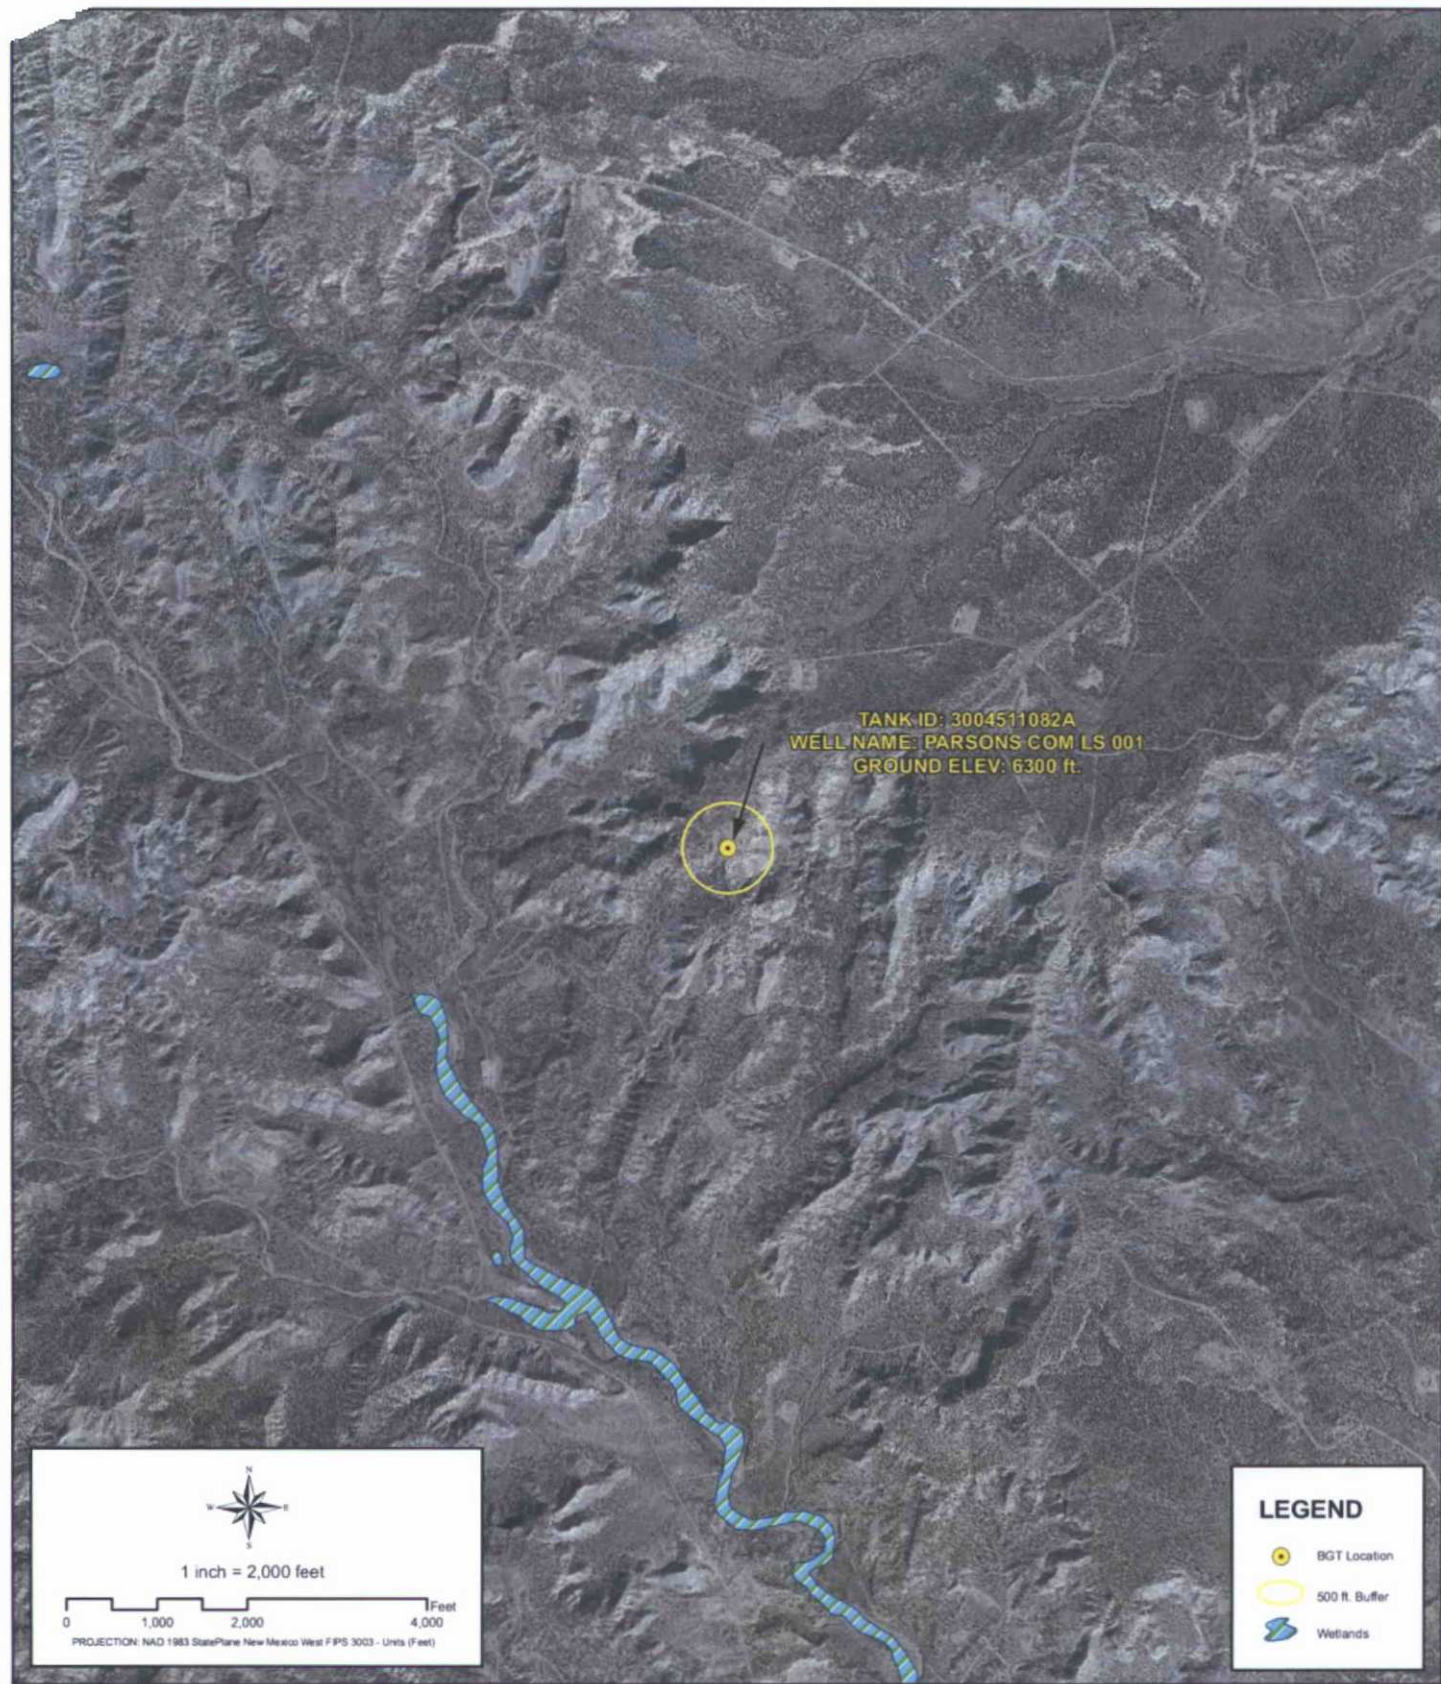 TANK ID: 3004511082A
WELL NAME: PARSONS COM LS 001
GROUND ELEV: 6300 ft.
N
W E
S
1 inch = 2,000 feet
Feet
0 1,000 2,000 4,000
PROJECTION: NAD 1983 StatePlane New Mexico West FIPS 3003 - Units (Feet)
LEGEND
BGT Location
500 ft. Buffer
Wetlands